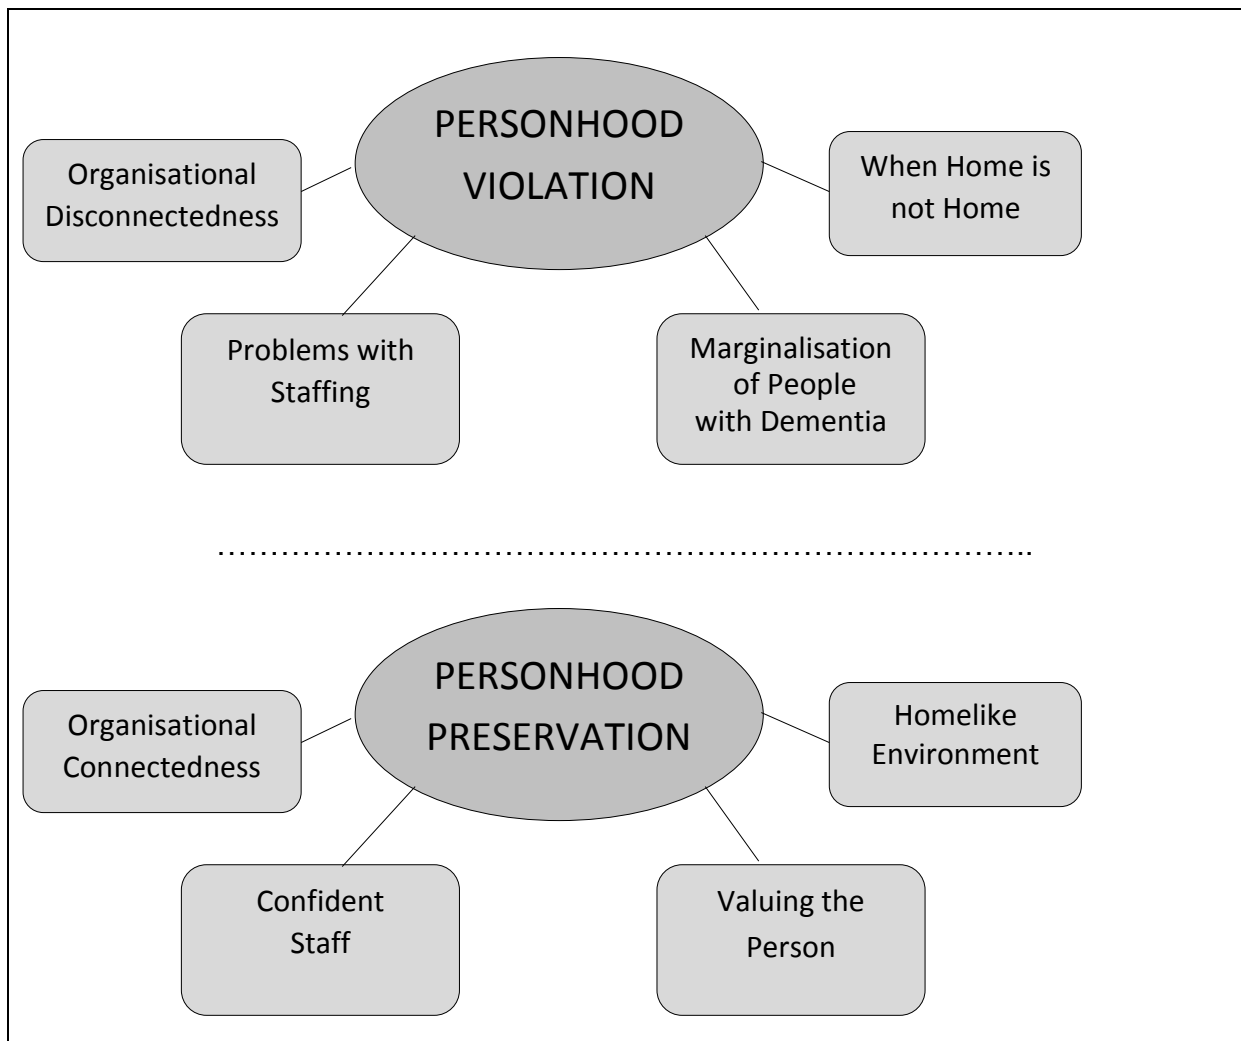 PERSONHOOD
VIOLATION
Organisational
Disconnectedness
When Home is
not Home
Problems with
Staffing
Marginalisation
of People
with Dementia
PERSONHOOD
PRESERVATION
Organisational
Connectedness
Homelike
Environment
Confident
Staff
Valuing the
Person